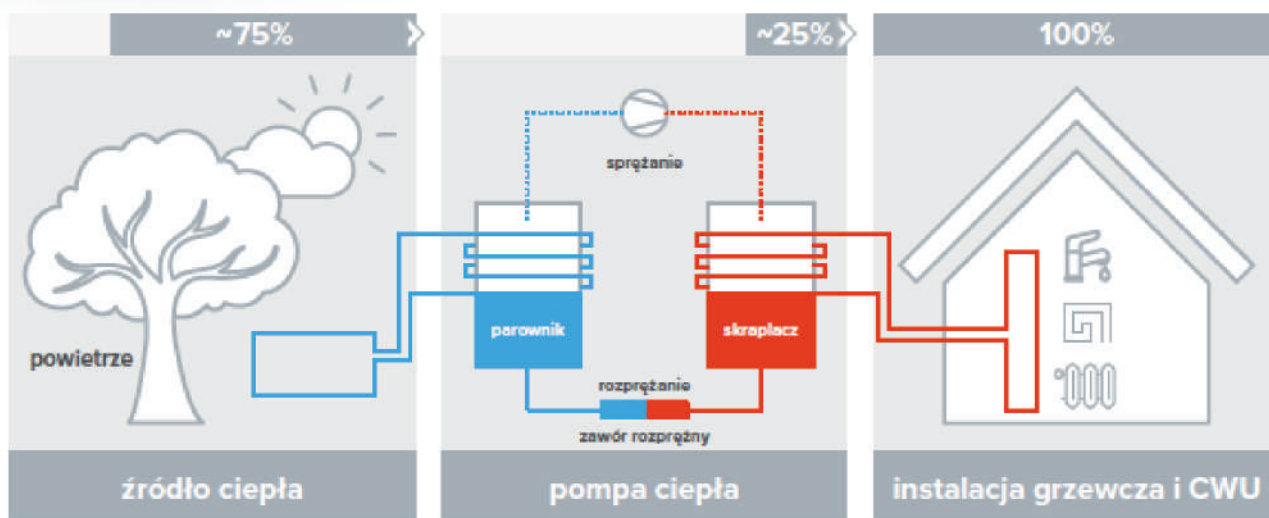 ~75%
~25%
100%
sprężanie
parownik
skraplacz
powietrze
rozprężanie
zawór rozprężny
źródło ciepła
pompa ciepła
instalacja grzewcza i CWU